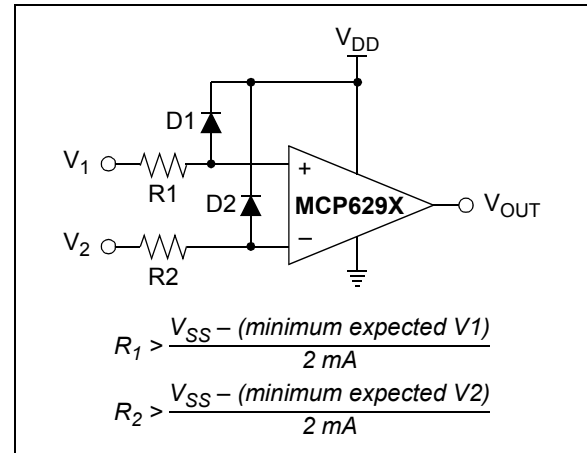 V_DD
D1
V_1
R1
D2
+
MCP629X
–
V_OUT
V_2
R2
R_1 > V_SS – (minimum expected V1)
2 mA
R_2 > V_SS – (minimum expected V2)
2 mA